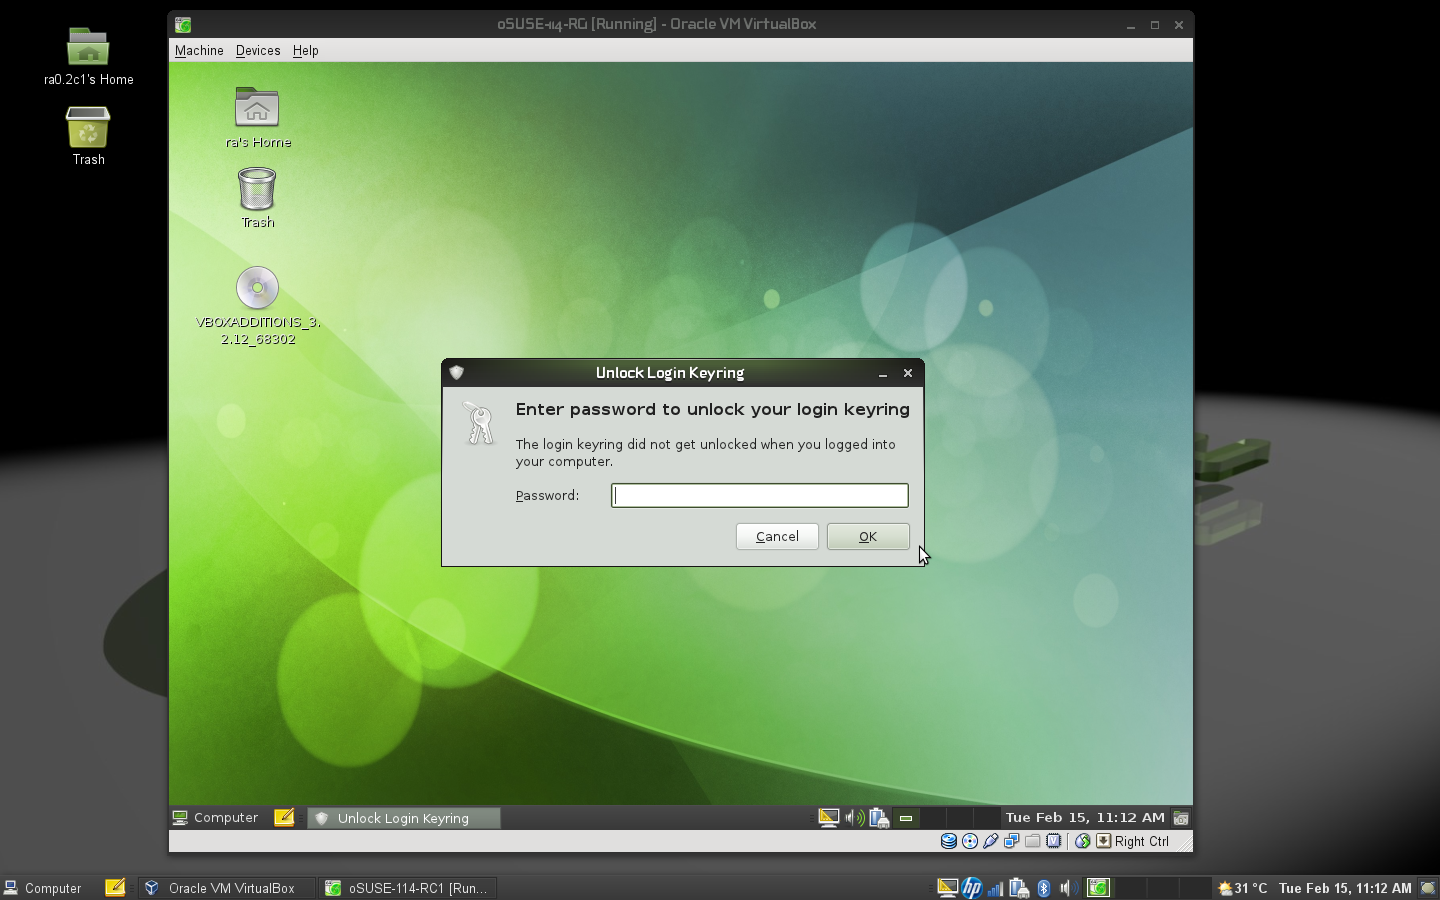 oSUSE-114-RC1 [Running] - Oracle VM VirtualBox
Machine Devices Help
ra0.2c1's Home
Trash
ra's Home
Trash
VBOXADDITIONS_3.
2.12_68302
Unlock Login Keyring
Enter password to unlock your login keyring
The login keyring did not get unlocked when you logged into
your computer.
Password:
Cancel OK
Computer Unlock Login Keyring Tue Feb 15, 11:12 AM
Right Ctrl
Computer Oracle VM VirtualBox oSUSE-114-RC1 [Run... hp 31 °C Tue Feb 15, 11:12 AM